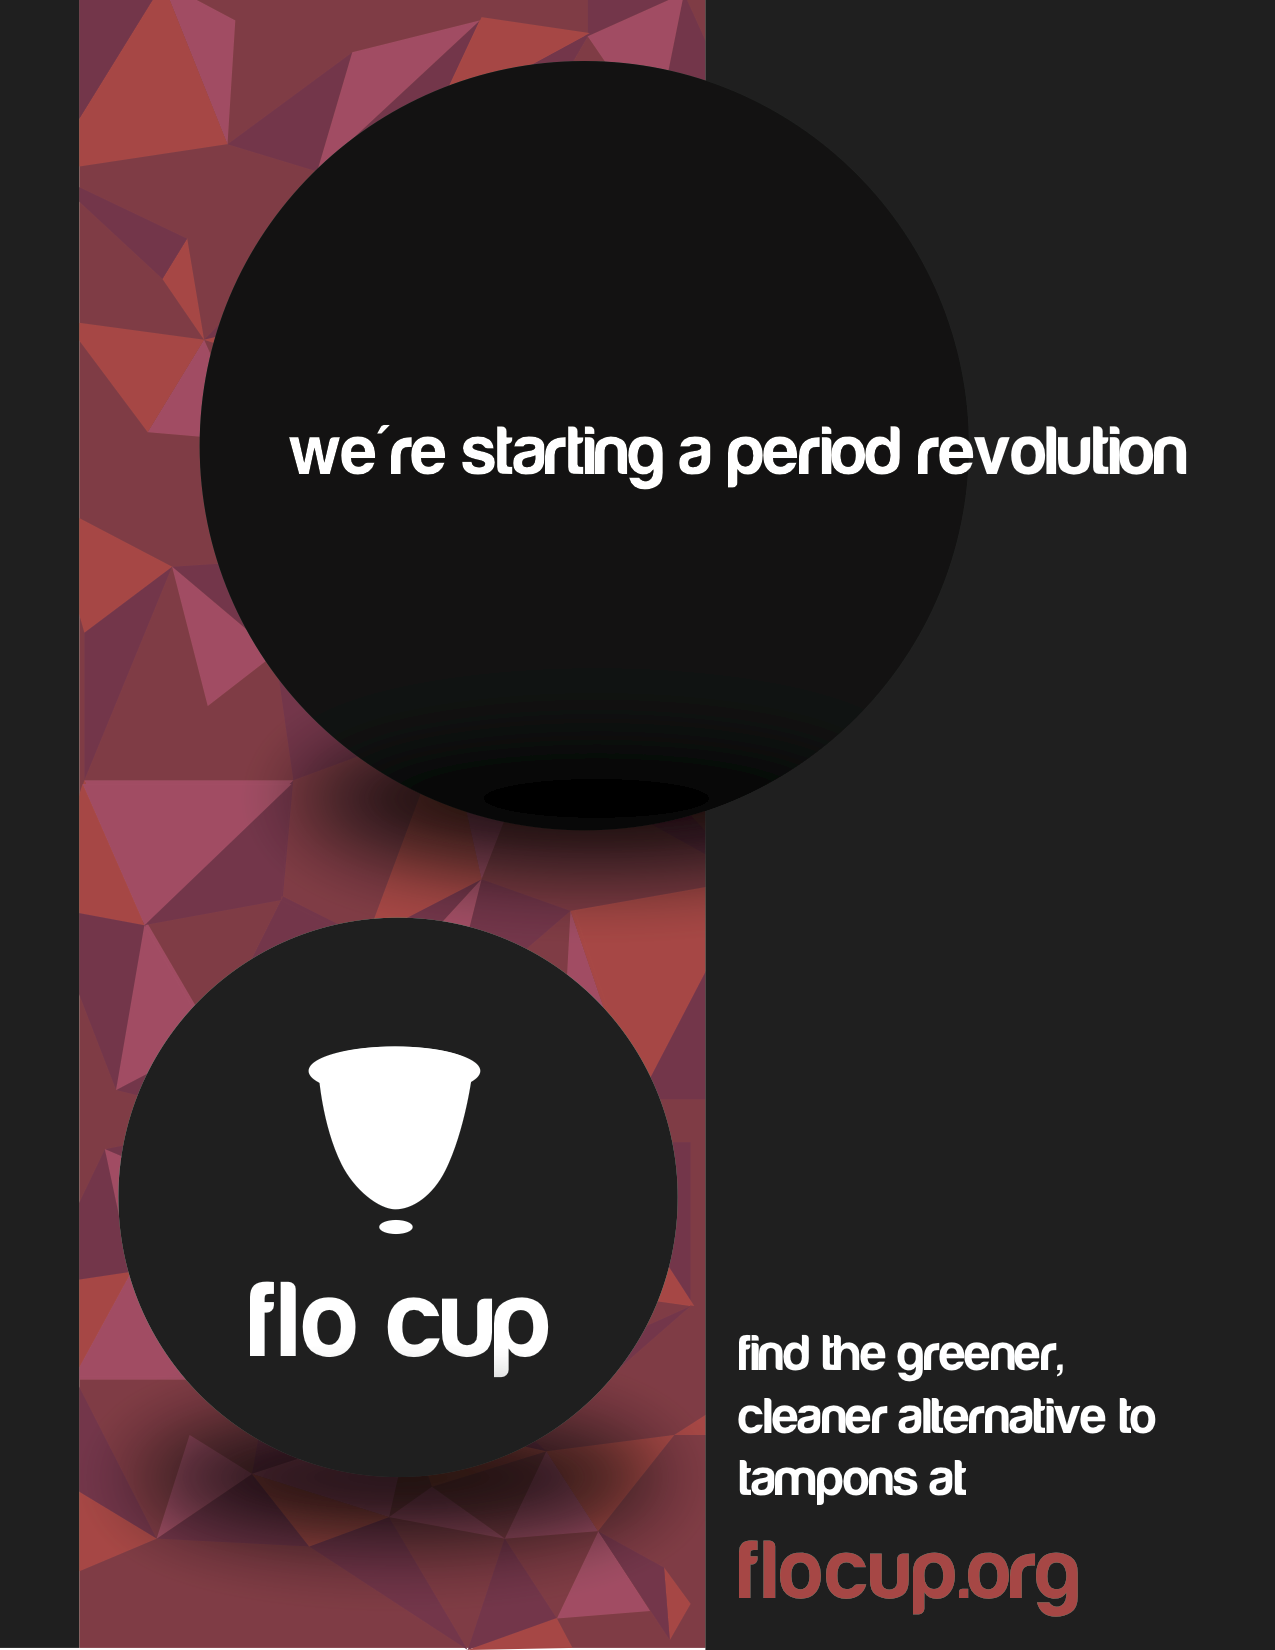 we´re starting a period revolution
flo cup
find the greener,
cleaner alternative to
tampons at
flocup.org